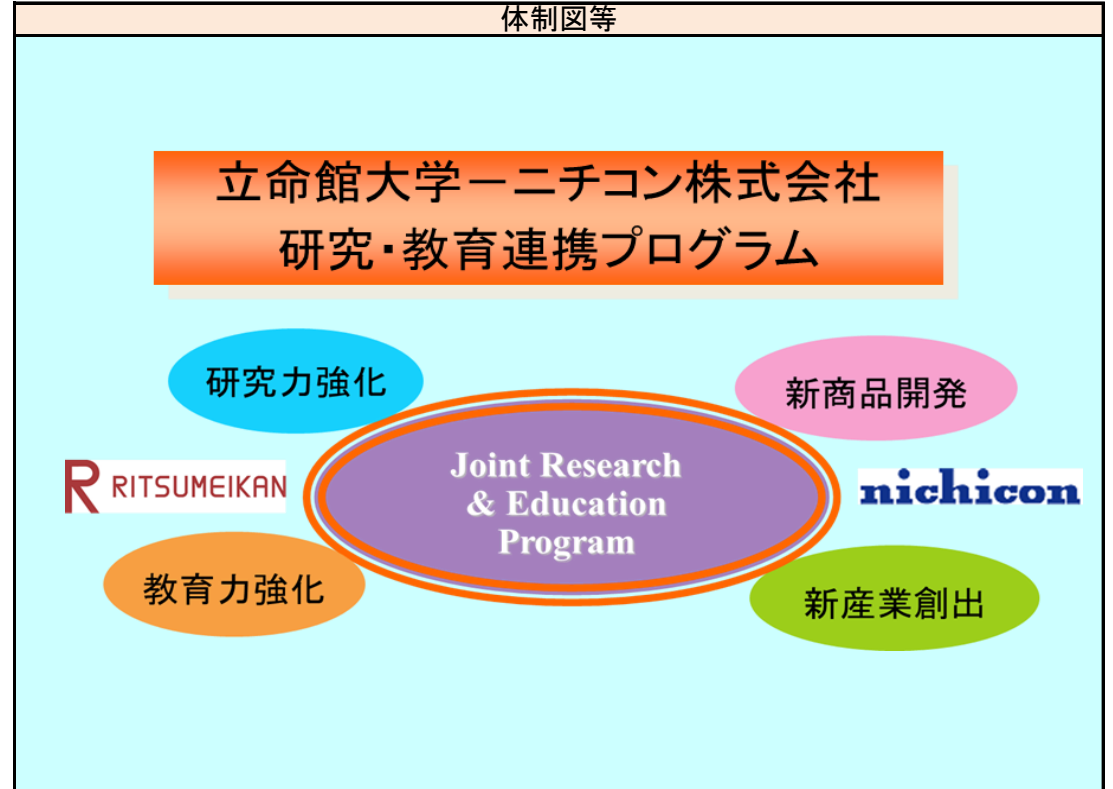 体制図等
立命館大学－ニチコン株式会社
研究・教育連携プログラム
研究力強化
新商品開発
Joint Research
& Education
Program
R RITSUMEIKAN
nichicon
教育力強化
新産業創出